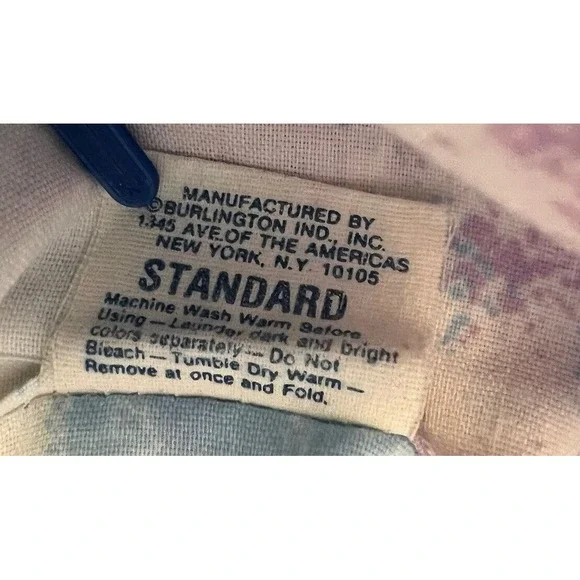 MANUFACTURED BY
©BURLINGTON IND., INC.
1345 AVE. OF THE AMERICAS
NEW YORK, N.Y. 10105
STANDARD
Machine Wash Warm Before
Using — Launder dark and bright
colors separately — Do Not
Bleach — Tumble Dry Warm —
Remove at once and Fold.